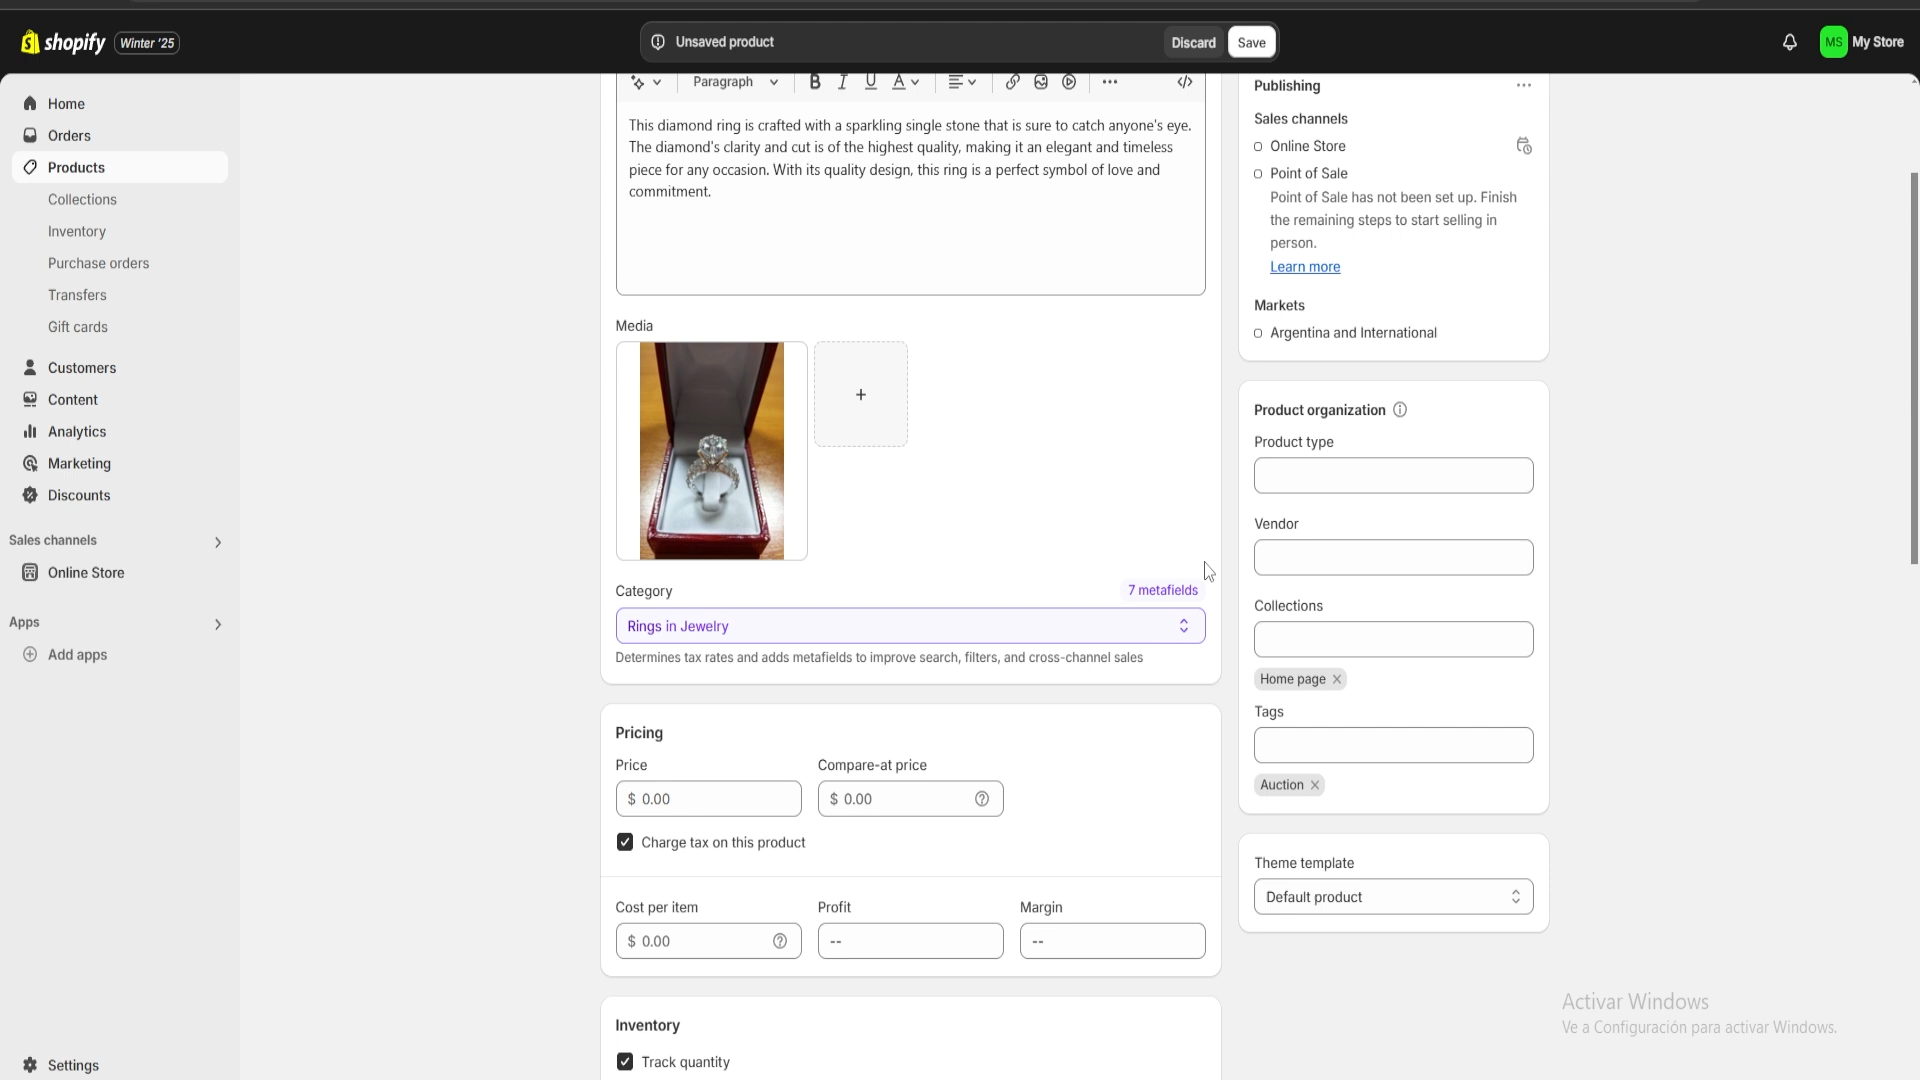 shopify
Winter '25
Unsaved product
Discard
Save
MS
My Store
Home
Orders
Products
Collections
Inventory
Purchase orders
Transfers
Gift cards
Customers
Content
Analytics
Marketing
Discounts
Sales channels
Online Store
Apps
Add apps
Settings
Paragraph
B I U A
This diamond ring is crafted with a sparkling single stone that is sure to catch anyone's eye.
The diamond's clarity and cut is of the highest quality, making it an elegant and timeless
piece for any occasion. With its quality design, this ring is a perfect symbol of love and
commitment.
Media
+
Category
7 metafields
Rings in Jewelry
Determines tax rates and adds metafields to improve search, filters, and cross-channel sales
Pricing
Price
Compare-at price
$ 0.00
$ 0.00
Charge tax on this product
Cost per item
Profit
Margin
$ 0.00
--
--
Inventory
Track quantity
Publishing
Sales channels
Online Store
Point of Sale
Point of Sale has not been set up. Finish
the remaining steps to start selling in
person.
Learn more
Markets
Argentina and International
Product organization
Product type
Vendor
Collections
Home page
Tags
Auction
Theme template
Default product
Activar Windows
Ve a Configuración para activar Windows.